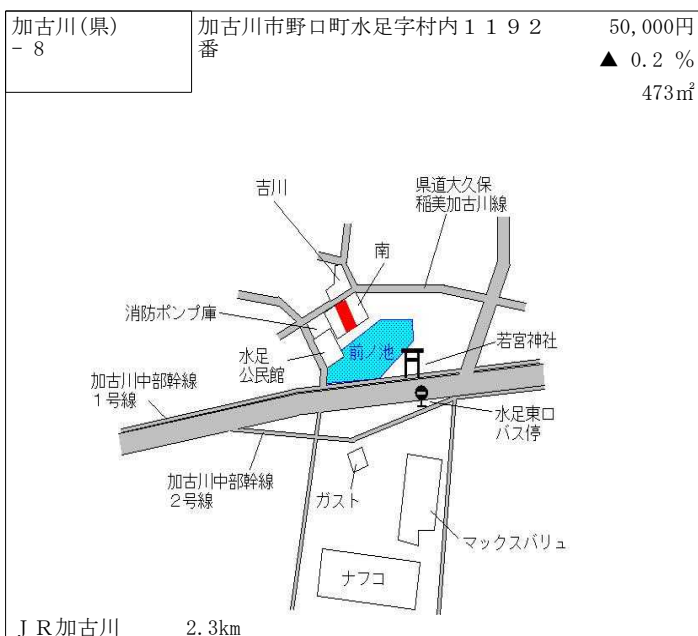 加古川(県)
－８
加古川市野口町水足字村内１１９２
番
50,000円
▲ 0.2 %
473㎡
吉川
県道大久保
稲美加古川線
南
消防ポンプ庫
水足
公民館
前ノ池
若宮神社
加古川中部幹線
１号線
水足東口
バス停
加古川中部幹線
２号線
ガスト
マックスバリュ
ナフコ
ＪＲ加古川 2.3km